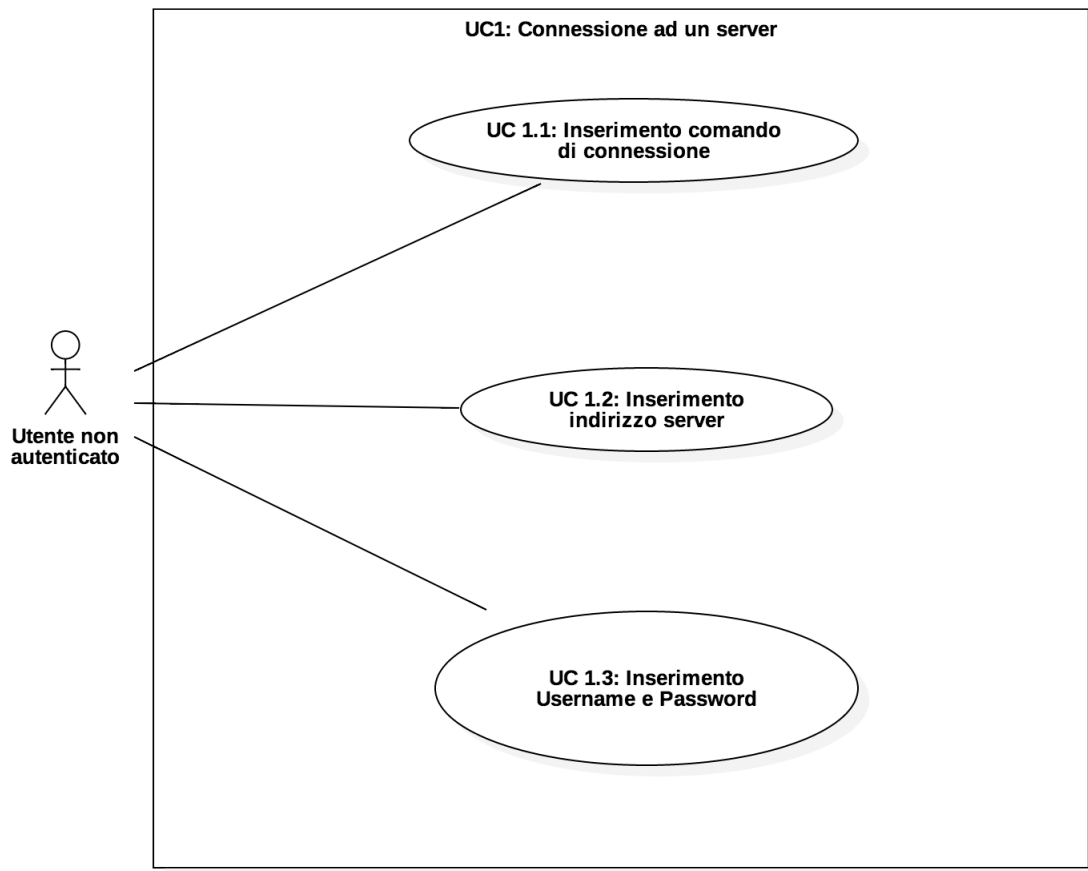 UC1: Connessione ad un server
UC 1.1: Inserimento comando
di connessione
UC 1.2: Inserimento
indirizzo server
Utente non
autenticato
UC 1.3: Inserimento
Username e Password